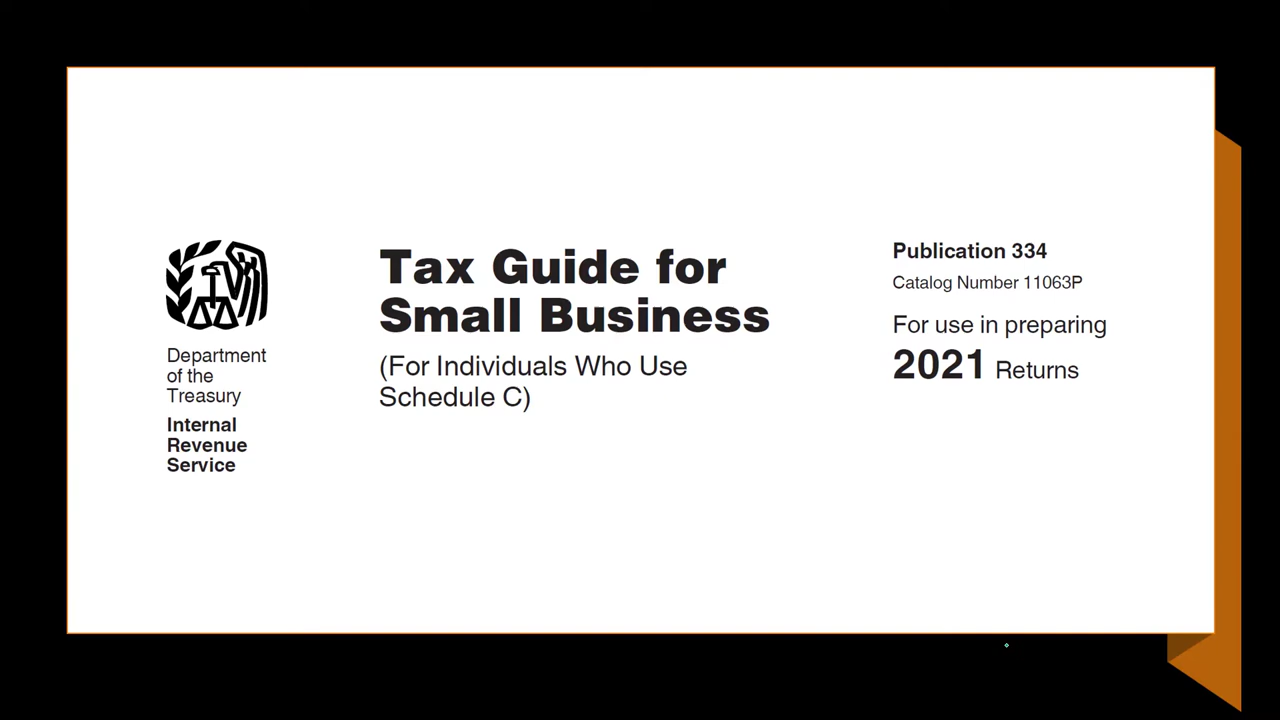 Department
of the
Treasury
Internal
Revenue
Service
Tax Guide for
Small Business
(For Individuals Who Use
Schedule C)
Publication 334
Catalog Number 11063P
For use in preparing
2021 Returns